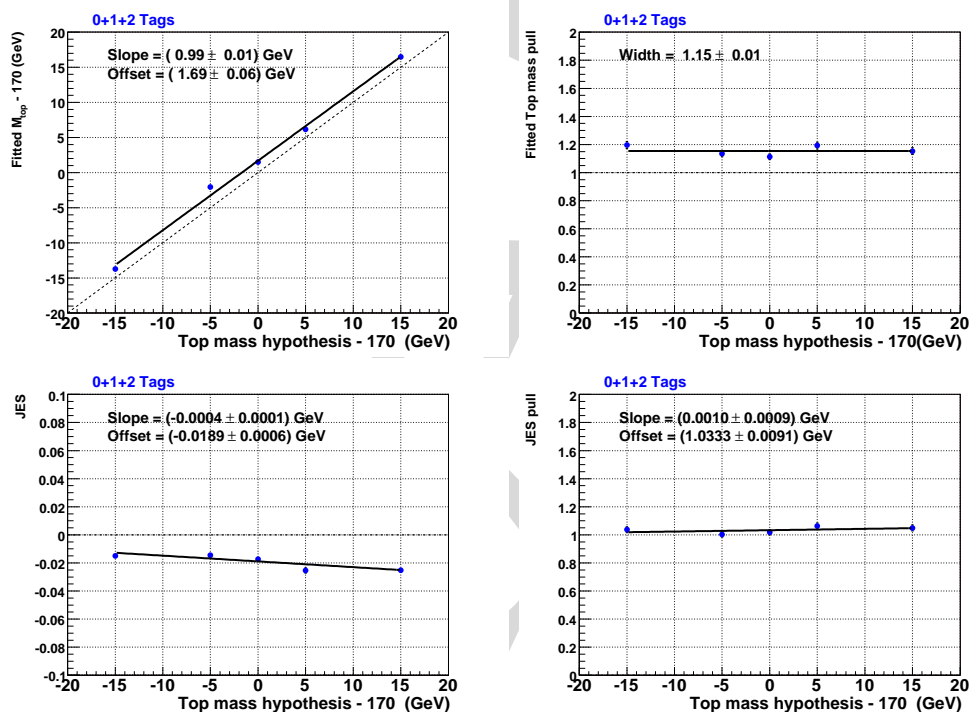 0+1+2 Tags
Slope = ( 0.99 ± 0.01) GeV
Offset = ( 1.69 ± 0.06) GeV
Fitted M_top - 170 (GeV)
20
15
10
5
0
-5
-10
-15
-20
-20 -15 -10 -5 0 5 10 15 20
Top mass hypothesis - 170 (GeV)
0+1+2 Tags
Width = 1.15 ± 0.01
Fitted Top mass pull
2
1.8
1.6
1.4
1.2
1
0.8
0.6
0.4
0.2
0
-20 -15 -10 -5 0 5 10 15 20
Top mass hypothesis - 170(GeV)
0+1+2 Tags
Slope = (-0.0004 ± 0.0001) GeV
Offset = (-0.0189 ± 0.0006) GeV
JES
0.1
0.08
0.06
0.04
0.02
0
-0.02
-0.04
-0.06
-0.08
-0.1
-20 -15 -10 -5 0 5 10 15 20
Top mass hypothesis - 170 (GeV)
0+1+2 Tags
Slope = (0.0010 ± 0.0009) GeV
Offset = (1.0333 ± 0.0091) GeV
JES pull
2
1.8
1.6
1.4
1.2
1
0.8
0.6
0.4
0.2
0
-20 -15 -10 -5 0 5 10 15 20
Top mass hypothesis - 170 (GeV)